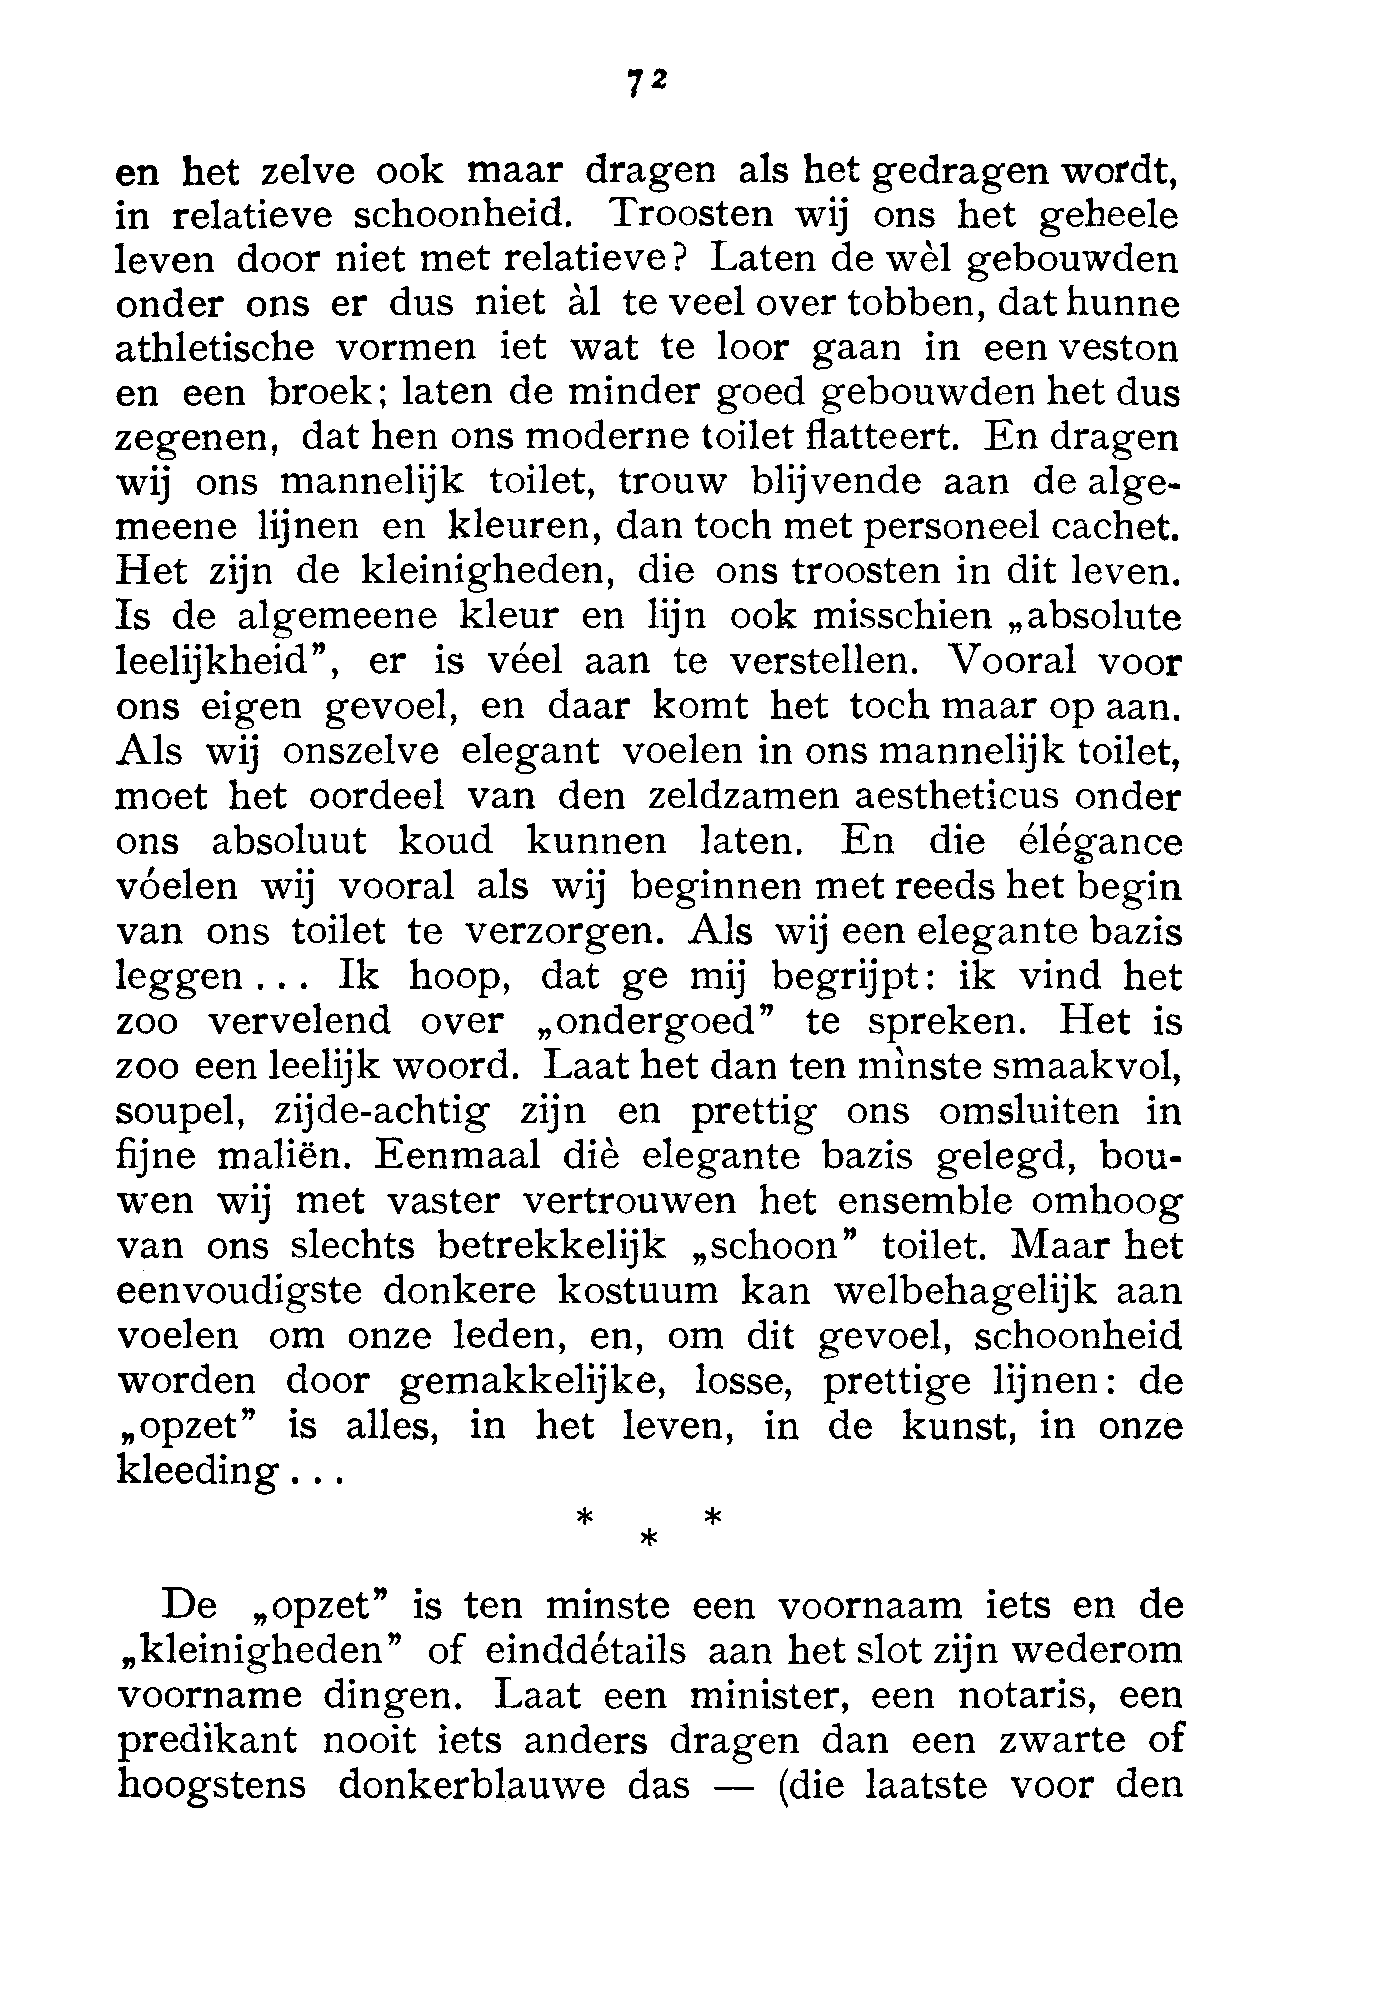 72
en het zelve ook maar dragen als het gedragen wordt,
in relatieve schoonheid. Troosten wij ons het geheele
leven door niet met relatieve? Laten de wèl gebouwden
onder ons er dus niet àl te veel over tobben, dat hunne
athletische vormen iet wat te loor gaan in een veston
en een broek; laten de minder goed gebouwden het dus
zegenen, dat hen ons moderne toilet flatteert. En dragen
wij ons mannelijk toilet, trouw blijvende aan de alge-
meene lijnen en kleuren, dan toch met personeel cachet.
Het zijn de kleinigheden, die ons troosten in dit leven.
Is de algemeene kleur en lijn ook misschien „absolute
leelijkheid”, er is véel aan te verstellen. Vooral voor
ons eigen gevoel, en daar komt het toch maar op aan.
Als wij onszelve elegant voelen in ons mannelijk toilet,
moet het oordeel van den zeldzamen aestheticus onder
ons absoluut koud kunnen laten. En die élégance
vóelen wij vooral als wij beginnen met reeds het begin
van ons toilet te verzorgen. Als wij een elegante bazis
leggen... Ik hoop, dat ge mij begrijpt: ik vind het
zoo vervelend over „ondergoed” te spreken. Het is
zoo een leelijk woord. Laat het dan ten mìnste smaakvol,
soupel, zijde-achtig zijn en prettig ons omsluiten in
fijne maliën. Eenmaal diè elegante bazis gelegd, bou-
wen wij met vaster vertrouwen het ensemble omhoog
van ons slechts betrekkelijk „schoon” toilet. Maar het
eenvoudigste donkere kostuum kan welbehagelijk aan
voelen om onze leden, en, om dit gevoel, schoonheid
worden door gemakkelijke, losse, prettige lijnen: de
„opzet” is alles, in het leven, in de kunst, in onze
kleeding...
* * *
De „opzet” is ten minste een voornaam iets en de
„kleinigheden” of einddétails aan het slot zijn wederom
voorname dingen. Laat een minister, een notaris, een
predikant nooit iets anders dragen dan een zwarte of
hoogstens donkerblauwe das — (die laatste voor den